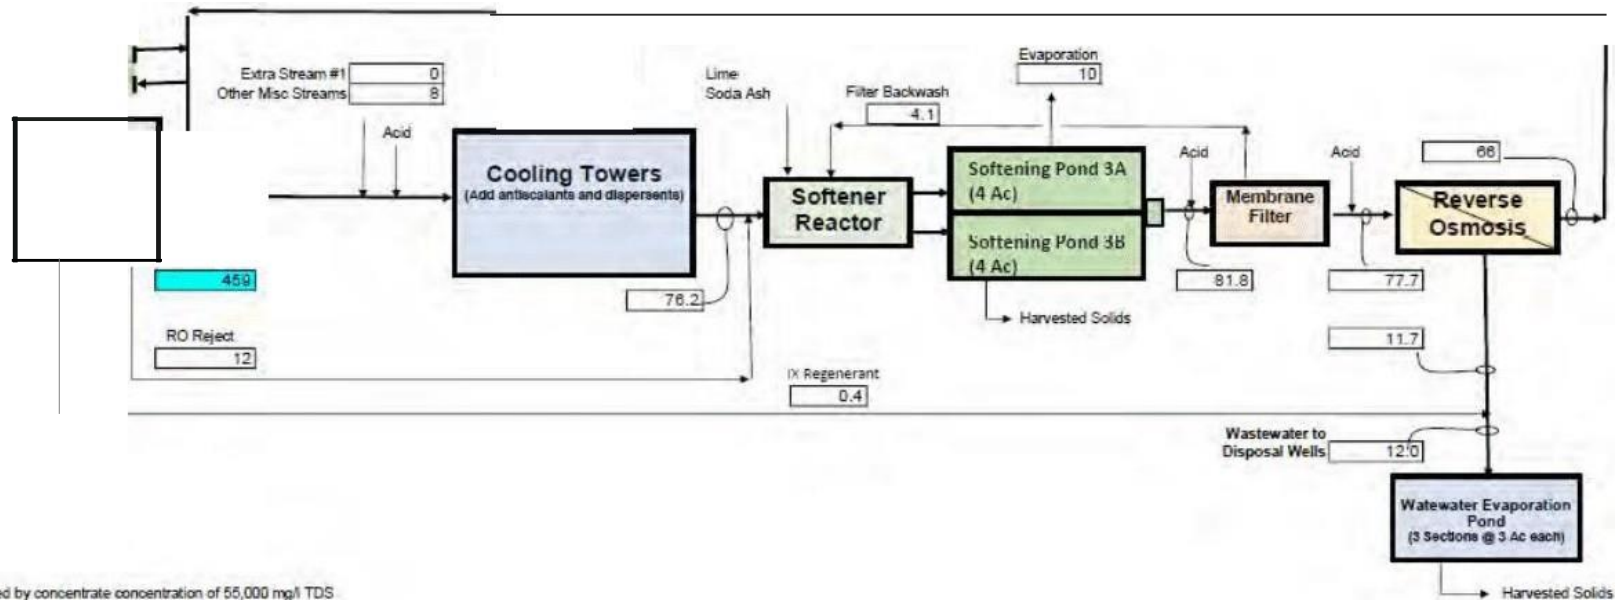 Extra Stream #1 0
Other Misc Streams 8
Acid
Cooling Towers
(Add antiscalants and dispersents)
76.2
459
RO Reject
12
Lime
Soda Ash
Filter Backwash
4.1
Softener
Reactor
IX Regenerant
0.4
Evaporation
10
Softening Pond 3A
(4 Ac)
Softening Pond 3B
(4 Ac)
Harvested Solids
Acid
81.8
Membrane
Filter
Acid
77.7
66
Reverse
Osmosis
11.7
Wastewater to
Disposal Wells 12.0
Watewater Evaporation
Pond
(3 Sections @ 3 Ac each)
Harvested Solids
ed by concentrate concentration of 55,000 mg/l TDS